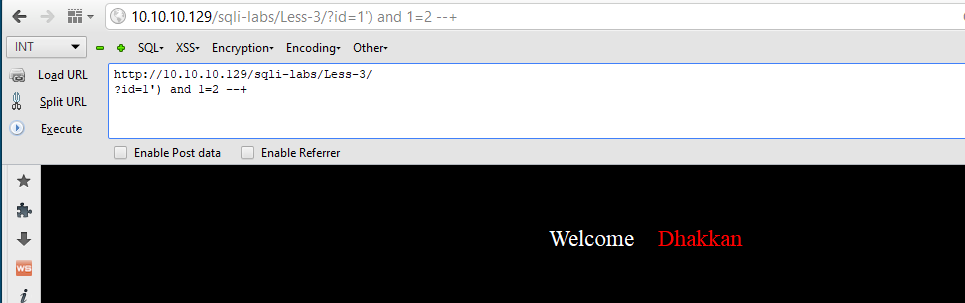 10.10.10.129/sqli-labs/Less-3/?id=1') and 1=2 --+
INT SQL▾ XSS▾ Encryption▾ Encoding▾ Other▾
Load URL
Split URL
Execute
http://10.10.10.129/sqli-labs/Less-3/
?id=1') and 1=2 --+
Enable Post data Enable Referrer
Welcome Dhakkan
WS
i